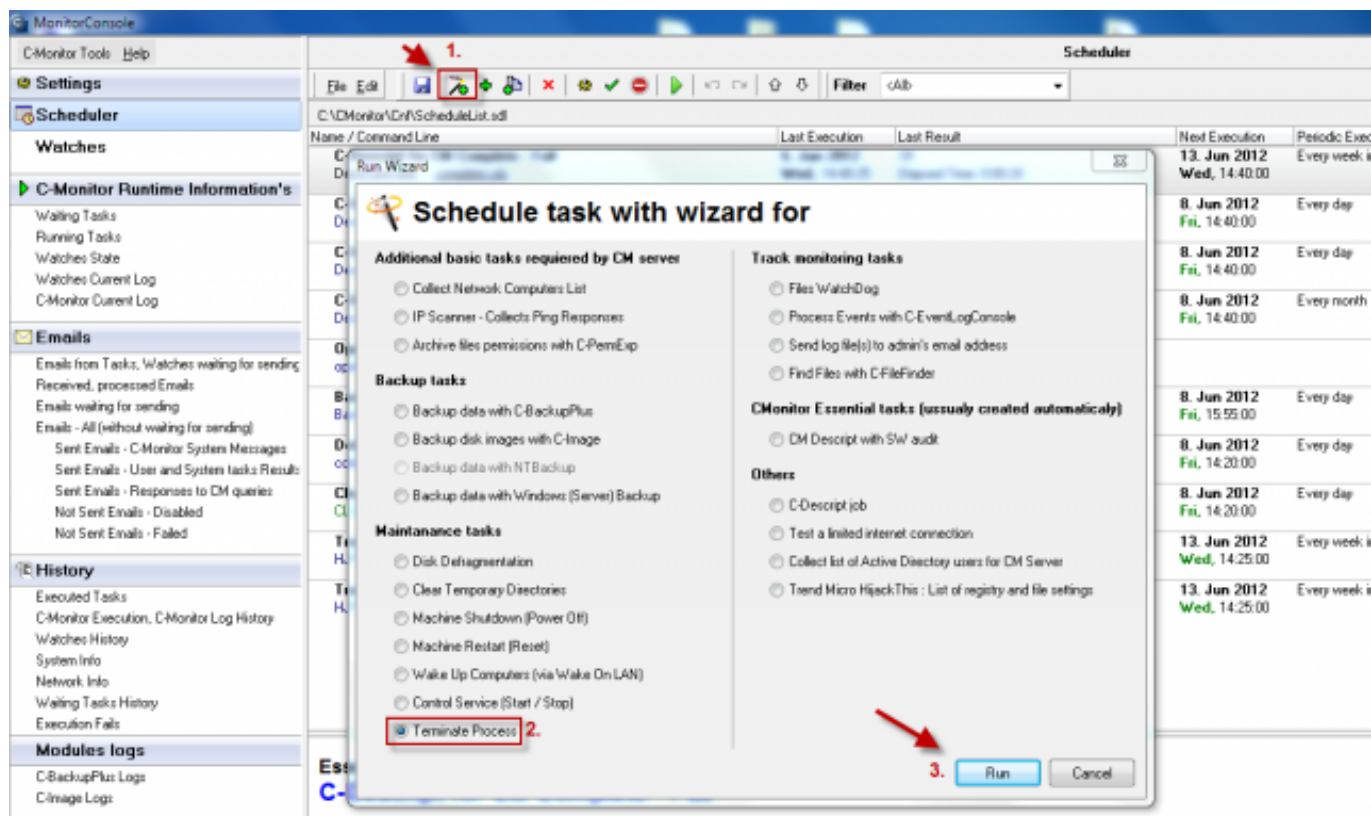 MonitorConsole
C-Monitor Tools Help
Settings
Scheduler
Watches
C-Monitor Runtime Information's
Waiting Tasks
Running Tasks
Watches State
Watches Current Log
C-Monitor Current Log
Emails
Emails from Tasks, Watches waiting for sending
Received, processed Emails
Emails waiting for sending
Emails - All (without waiting for sending)
Sent Emails - C-Monitor System Messages
Sent Emails - User and System tasks Results
Sent Emails - Responses to CM queries
Not Sent Emails - Disabled
Not Sent Emails - Failed
History
Executed Tasks
C-Monitor Execution, C-Monitor Log History
Watches History
System Info
Network Info
Waiting Tasks History
Execution Fails
Modules logs
C-BackupPlus Logs
C-Image Logs
1.
Scheduler
File Edit Filter <All>
C:\CMonitor\Cnf\ScheduleList.sdl
Name / Command Line Last Execution Last Result Next Execution Periodic Exec
13. Jun 2012 Every week i
Wed, 14:40:00
8. Jun 2012 Every day
Fri, 14:40:00
8. Jun 2012 Every day
Fri, 14:40:00
8. Jun 2012 Every month
Fri, 14:40:00
8. Jun 2012 Every day
Fri, 15:55:00
8. Jun 2012 Every day
Fri, 14:20:00
8. Jun 2012 Every day
Fri, 14:20:00
13. Jun 2012 Every week i
Wed, 14:25:00
13. Jun 2012 Every week i
Wed, 14:25:00
Run Wizard
Schedule task with wizard for
Additional basic tasks requiered by CM server
Collect Network Computers List
IP Scanner - Collects Ping Responses
Archive files permissions with C-PermExp
Backup tasks
Backup data with C-BackupPlus
Backup disk images with C-Image
Backup data with NTBackup
Backup data with Windows (Server) Backup
Maintanance tasks
Disk Defragmentation
Clear Temporary Directories
Machine Shutdown (Power Off)
Machine Restart (Reset)
Wake Up Computers (via Wake On LAN)
Control Service (Start / Stop)
Terminate Process 2.
Track monitoring tasks
Files WatchDog
Process Events with C-EventLogConsole
Send log file(s) to admin's email address
Find Files with C-FileFinder
CMonitor Essential tasks (ussualy created automaticaly)
CM Descript with SW audit
Others
C-Descript job
Test a limited internet connection
Collect list of Active Directory users for CM Server
Trend Micro HijackThis : List of registry and file settings
3. Run Cancel